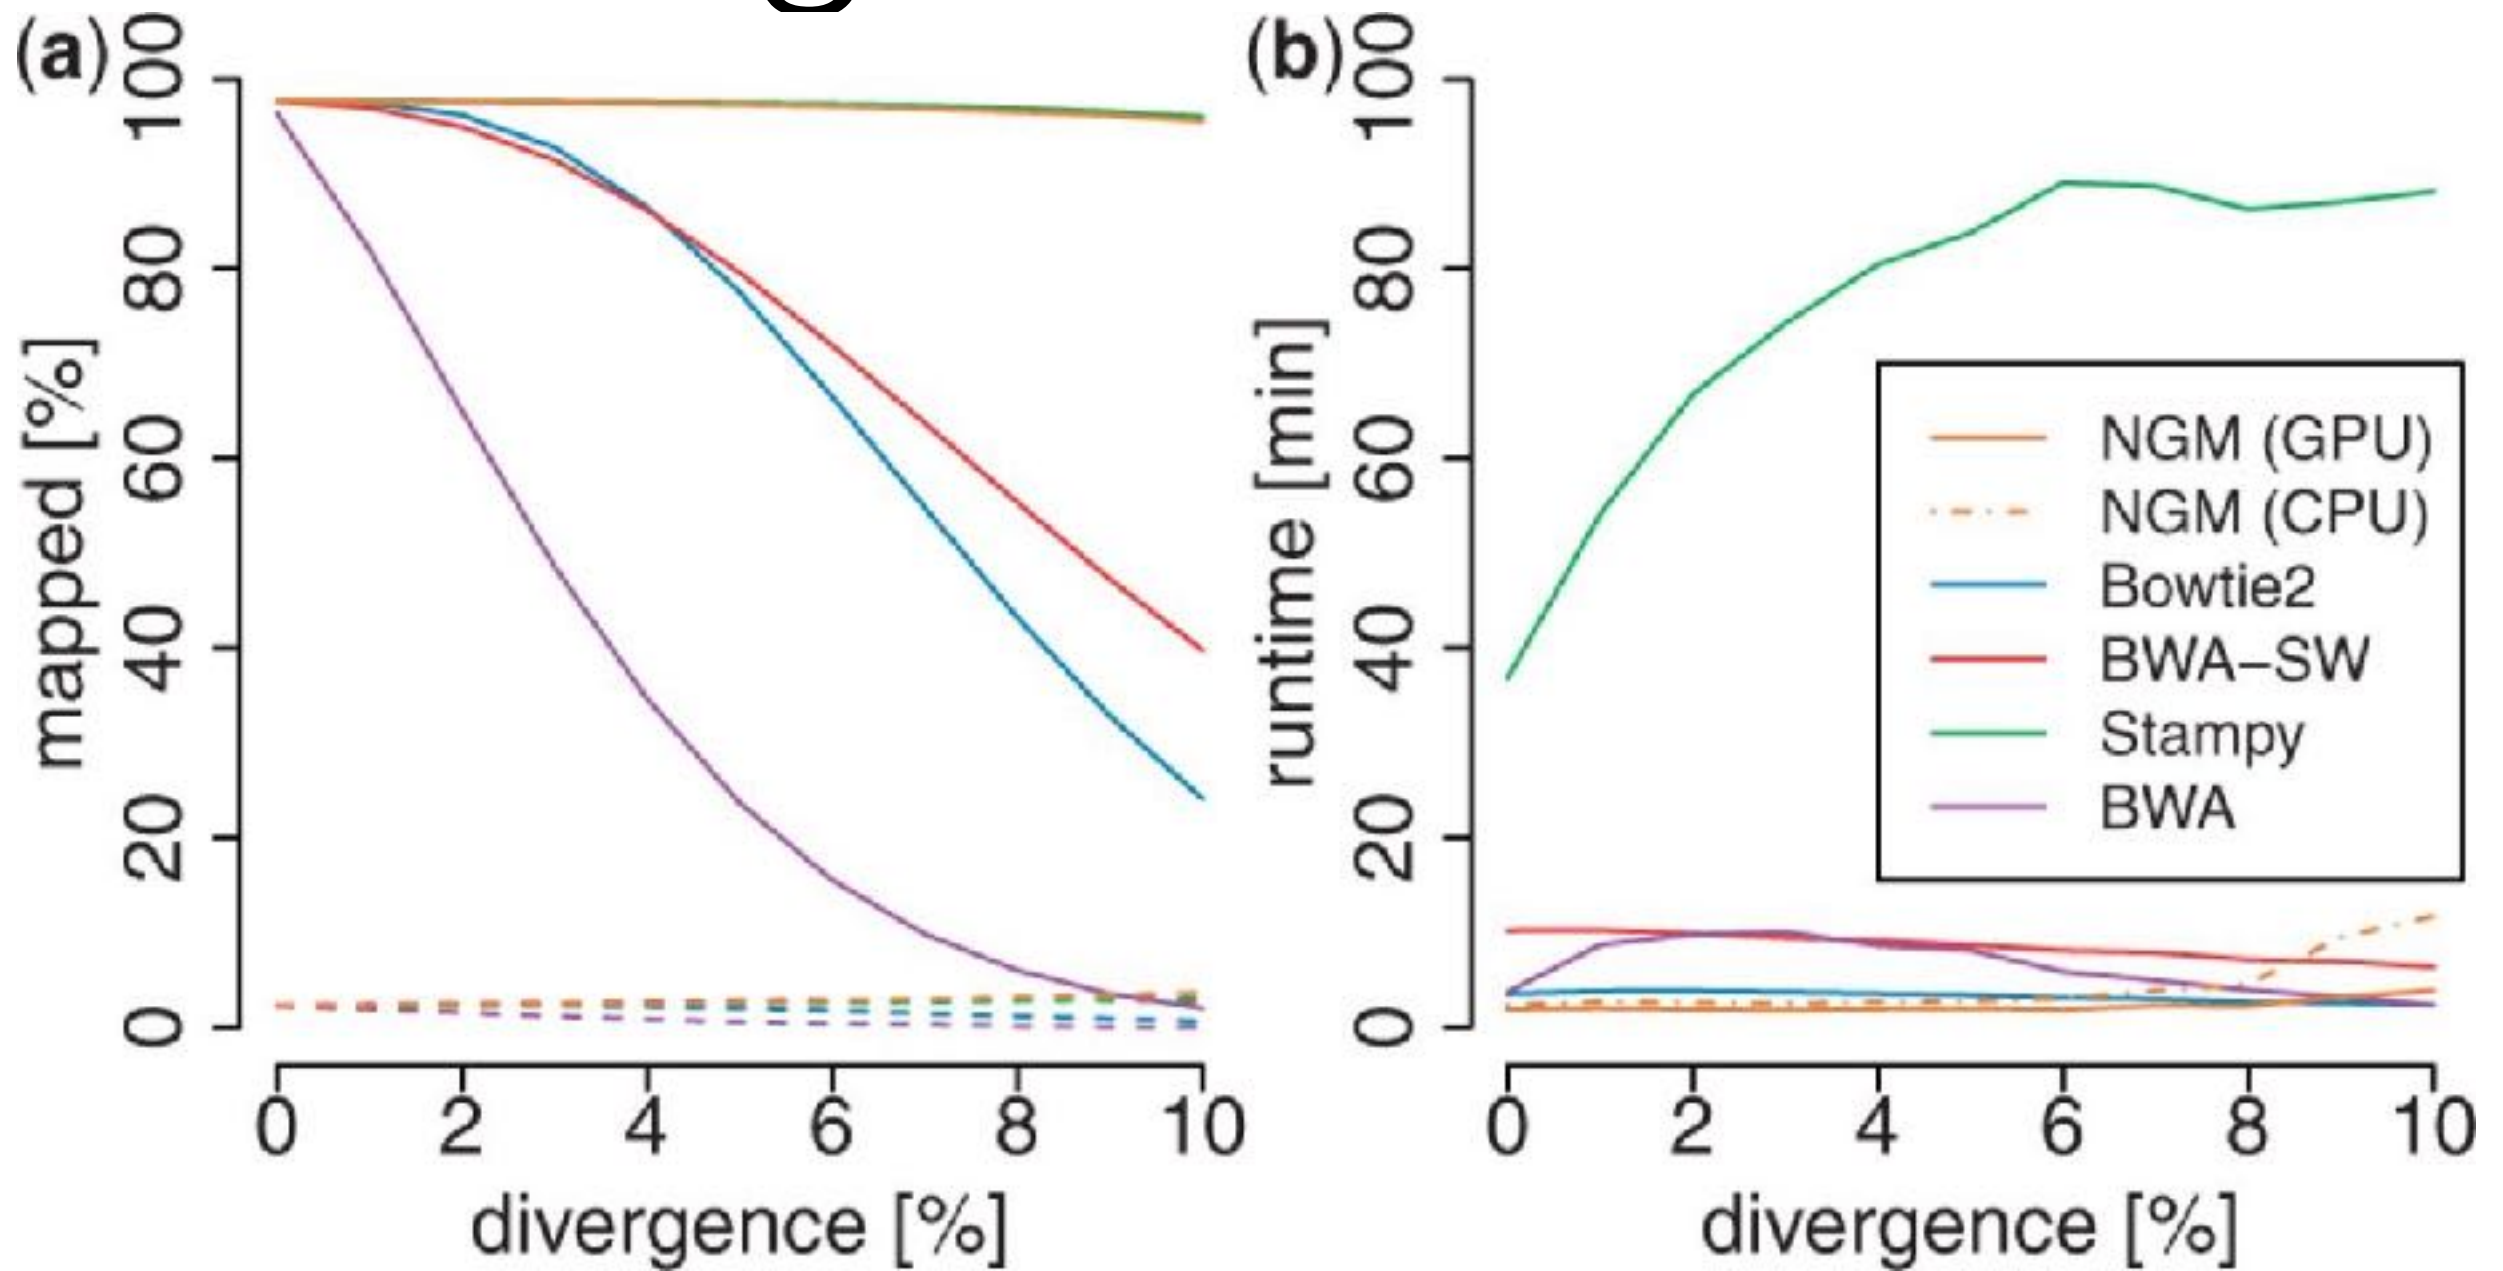 (a)
mapped [%]
100
80
60
40
20
0
0 2 4 6 8 10
divergence [%]
(b)
runtime [min]
100
80
60
40
20
0
NGM (GPU)
NGM (CPU)
Bowtie2
BWA−SW
Stampy
BWA
0 2 4 6 8 10
divergence [%]